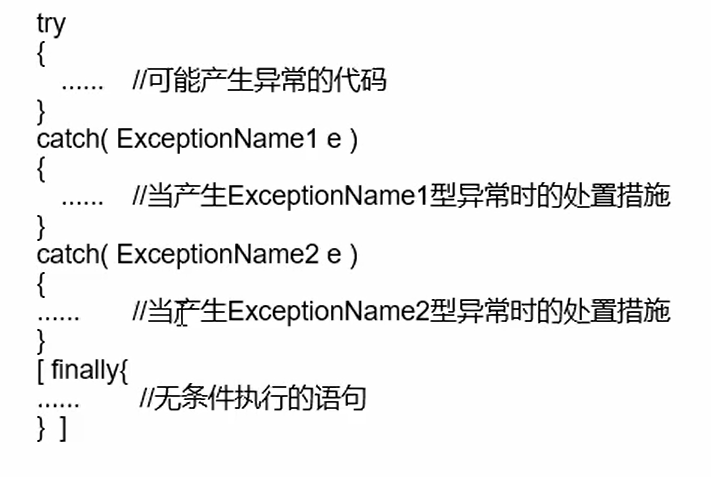 try
{
...... //可能产生异常的代码
}
catch( ExceptionName1 e )
{
...... //当产生ExceptionName1型异常时的处置措施
}
catch( ExceptionName2 e )
{
...... //当产生ExceptionName2型异常时的处置措施
}
[ finally{
...... //无条件执行的语句
} ]